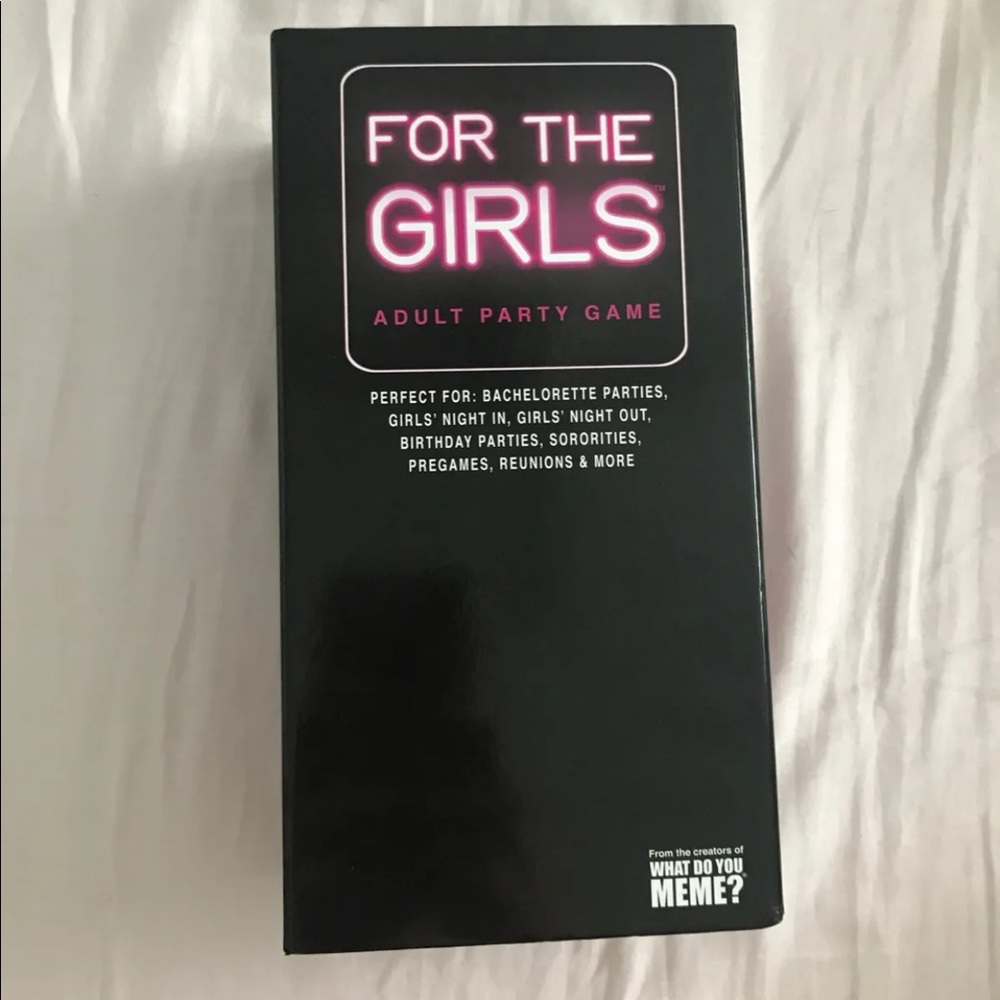 FOR THE
GIRLS™
ADULT PARTY GAME
PERFECT FOR: BACHELORETTE PARTIES,
GIRLS' NIGHT IN, GIRLS' NIGHT OUT,
BIRTHDAY PARTIES, SORORITIES,
PREGAMES, REUNIONS & MORE
From the creators of
WHAT DO YOU
MEME?®